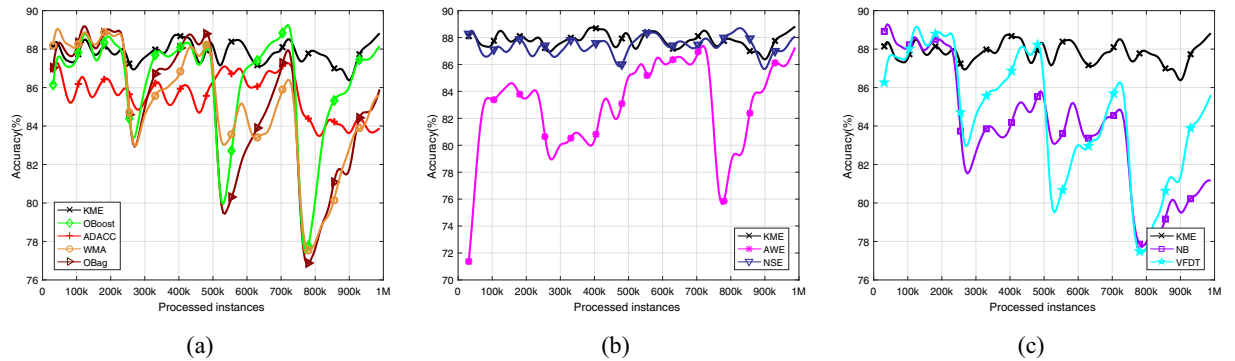 90
88
86
84
82
80
78
76
Accuracy(%)
KME
OBoost
ADACC
WMA
OBag
0 100k 200k 300k 400k 500k 600k 700k 800k 900k 1M
Processed instances
(a)
90
88
86
84
82
80
78
76
74
72
70
Accuracy(%)
KME
AWE
NSE
0 100k 200k 300k 400k 500k 600k 700k 800k 900k 1M
Processed instances
(b)
90
88
86
84
82
80
78
76
Accuracy(%)
KME
NB
VFDT
0 100k 200k 300k 400k 500k 600k 700k 800k 900k 1M
Processed instances
(c)